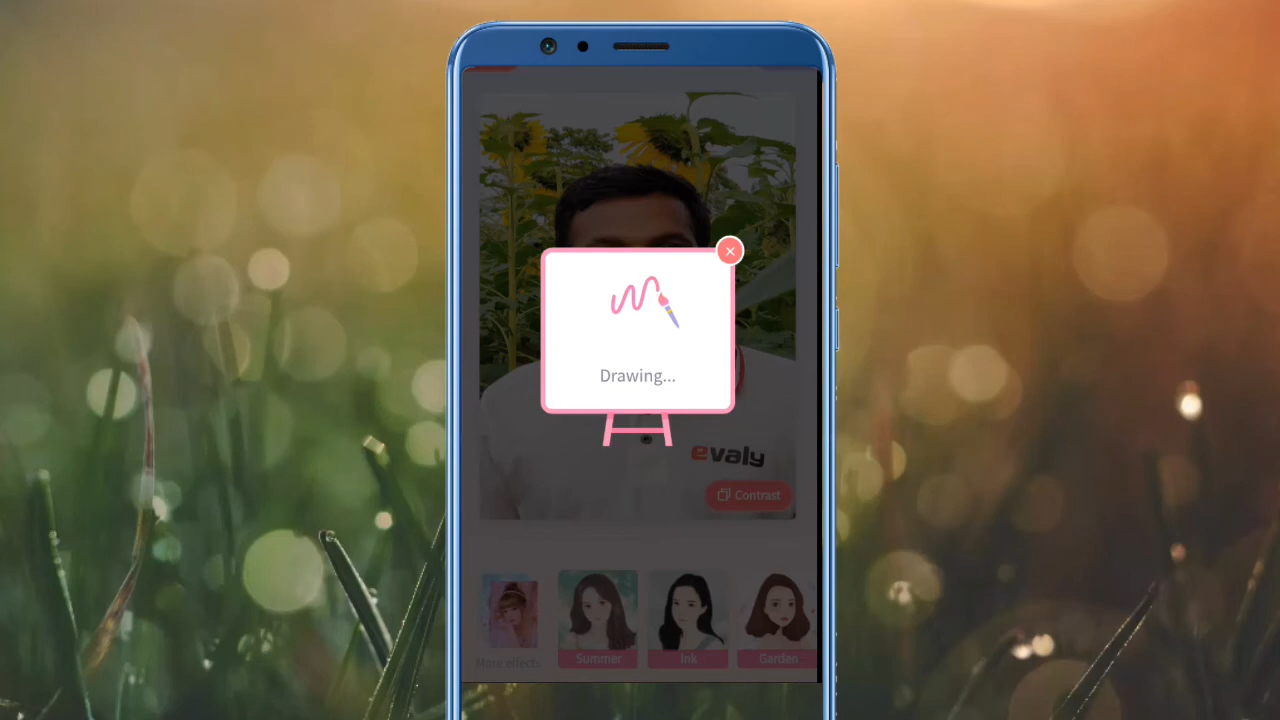 Drawing...
evaly
Contrast
More effects
Summer
Ink
Garden